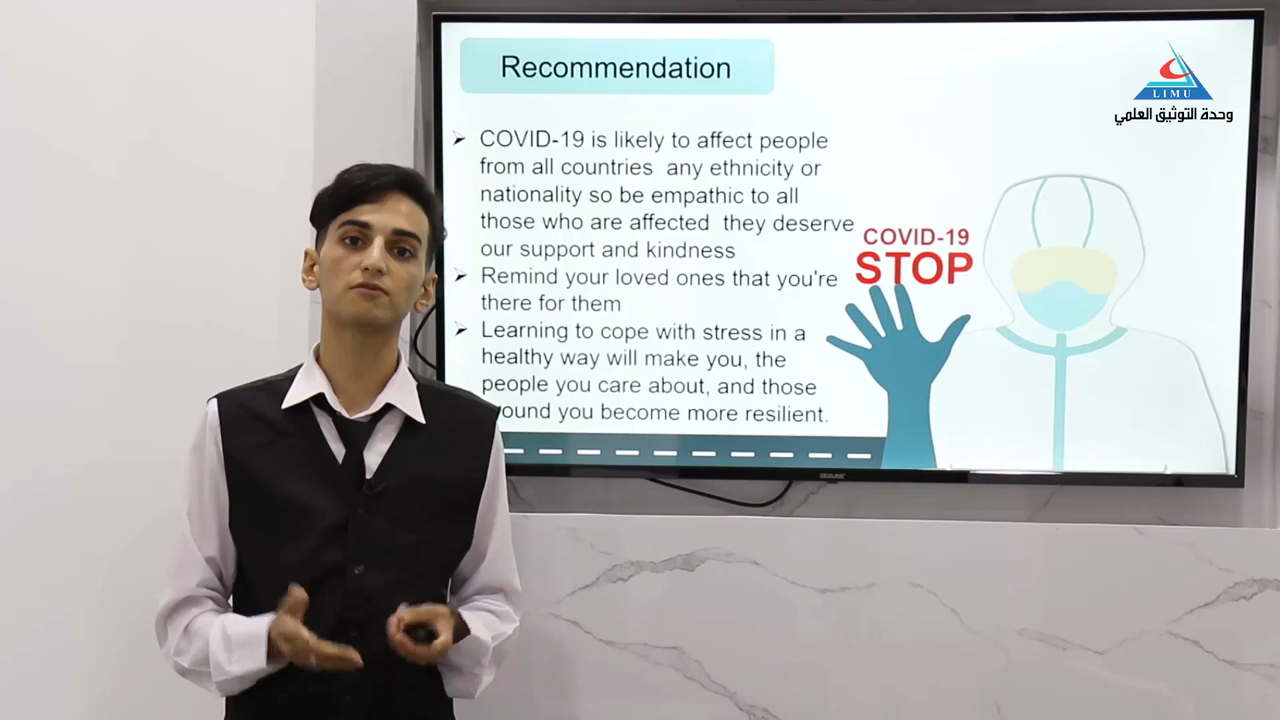 Recommendation
LIMU
وحدة التوثيق العلمي
➤ COVID-19 is likely to affect people
from all countries any ethnicity or
nationality so be empathic to all
those who are affected they deserve
our support and kindness
➤ Remind your loved ones that you're
there for them
➤ Learning to cope with stress in a
healthy way will make you, the
people you care about, and those
ound you become more resilient.
COVID-19
STOP